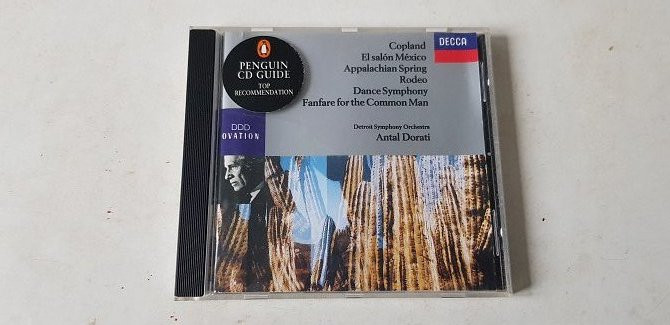 PENGUIN
CD GUIDE
TOP
RECOMMENDATION
DECCA
Copland
El salón México
Appalachian Spring
Rodeo
Dance Symphony
Fanfare for the Common Man
Detroit Symphony Orchestra
Antal Dorati
DDD
OVATION